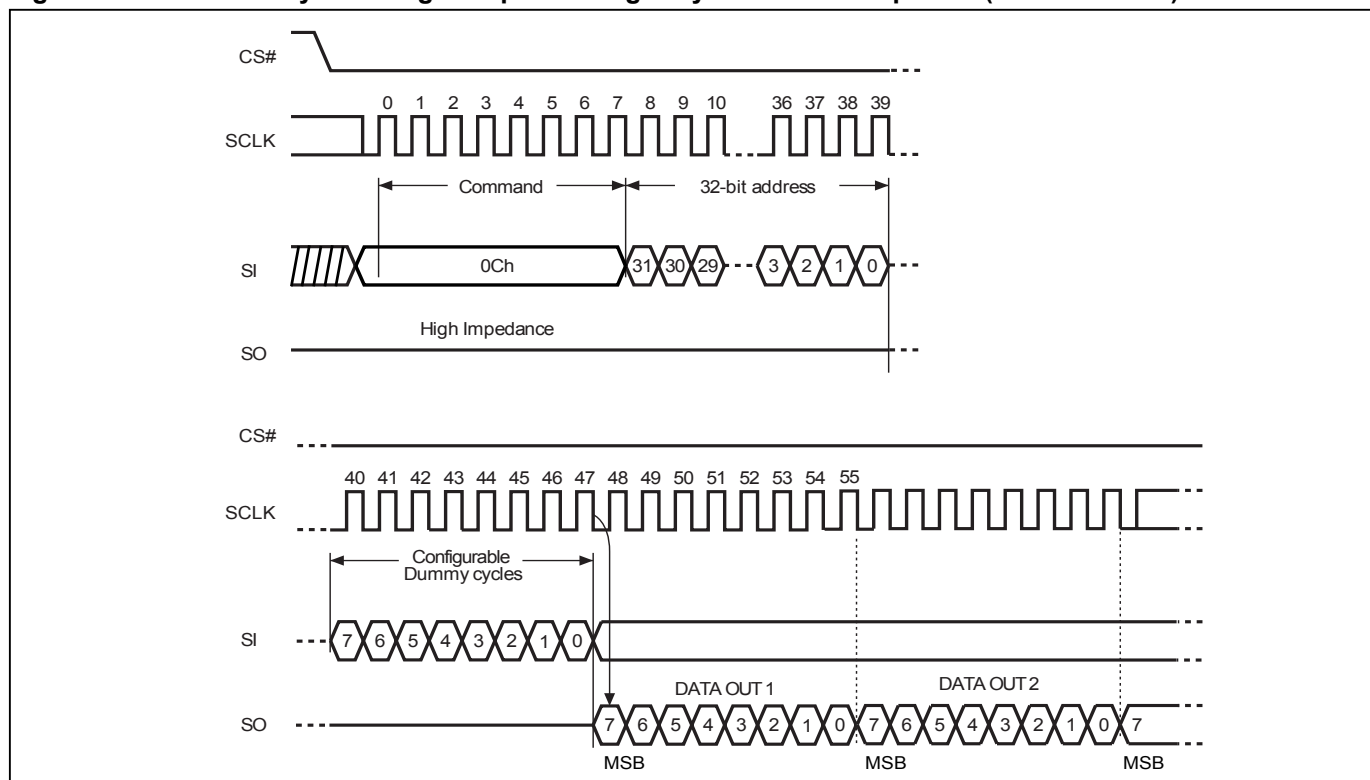 CS#
0 1 2 3 4 5 6 7 8 9 10 36 37 38 39
SCLK
Command 32-bit address
SI 0Ch 31 30 29 3 2 1 0
High Impedance
SO
CS#
40 41 42 43 44 45 46 47 48 49 50 51 52 53 54 55
SCLK
Configurable
Dummy cycles
SI 7 6 5 4 3 2 1 0
DATA OUT 1 DATA OUT 2
SO 7 6 5 4 3 2 1 0 7 6 5 4 3 2 1 0 7
MSB MSB MSB